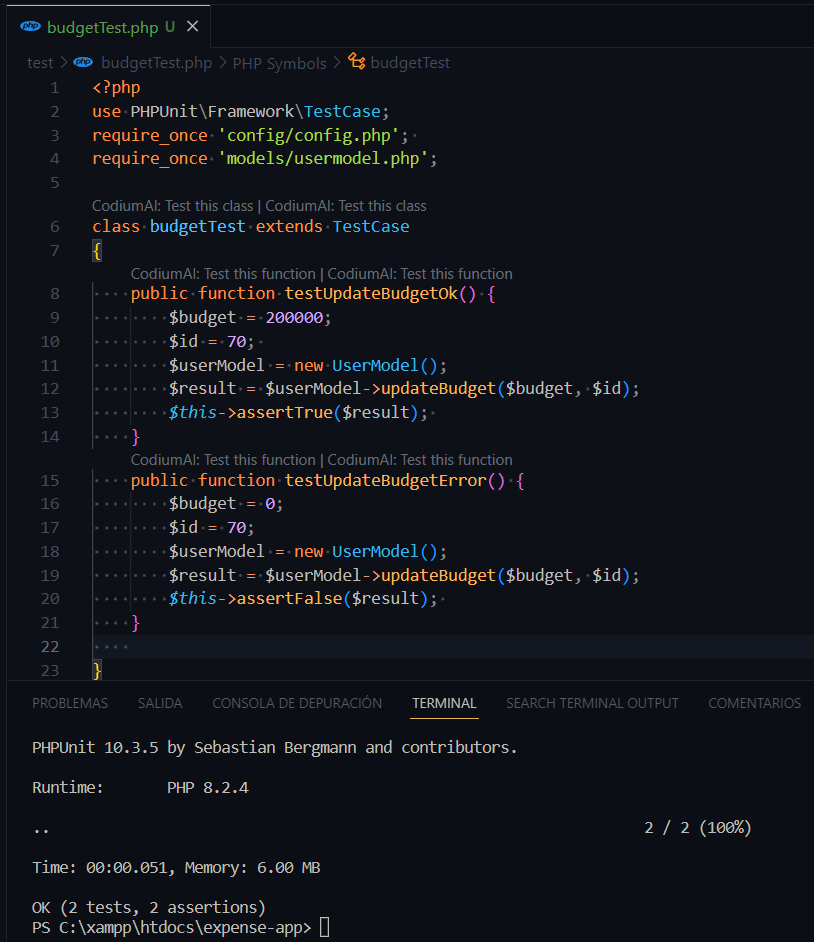 php budgetTest.php U ✕
test > php budgetTest.php > PHP Symbols > budgetTest
1 <?php
2 use PHPUnit\Framework\TestCase;
3 require_once 'config/config.php';
4 require_once 'models/usermodel.php';
5
CodiumAI: Test this class | CodiumAI: Test this class
6 class budgetTest extends TestCase
7 {
CodiumAI: Test this function | CodiumAI: Test this function
8     public function testUpdateBudgetOk() {
9         $budget = 200000;
10         $id = 70;
11         $userModel = new UserModel();
12         $result = $userModel->updateBudget($budget, $id);
13         $this->assertTrue($result);
14     }
CodiumAI: Test this function | CodiumAI: Test this function
15     public function testUpdateBudgetError() {
16         $budget = 0;
17         $id = 70;
18         $userModel = new UserModel();
19         $result = $userModel->updateBudget($budget, $id);
20         $this->assertFalse($result);
21     }
22
23 }
PROBLEMAS SALIDA CONSOLA DE DEPURACIÓN TERMINAL SEARCH TERMINAL OUTPUT COMENTARIOS
PHPUnit 10.3.5 by Sebastian Bergmann and contributors.
Runtime:       PHP 8.2.4
.. 2 / 2 (100%)
Time: 00:00.051, Memory: 6.00 MB
OK (2 tests, 2 assertions)
PS C:\xampp\htdocs\expense-app>